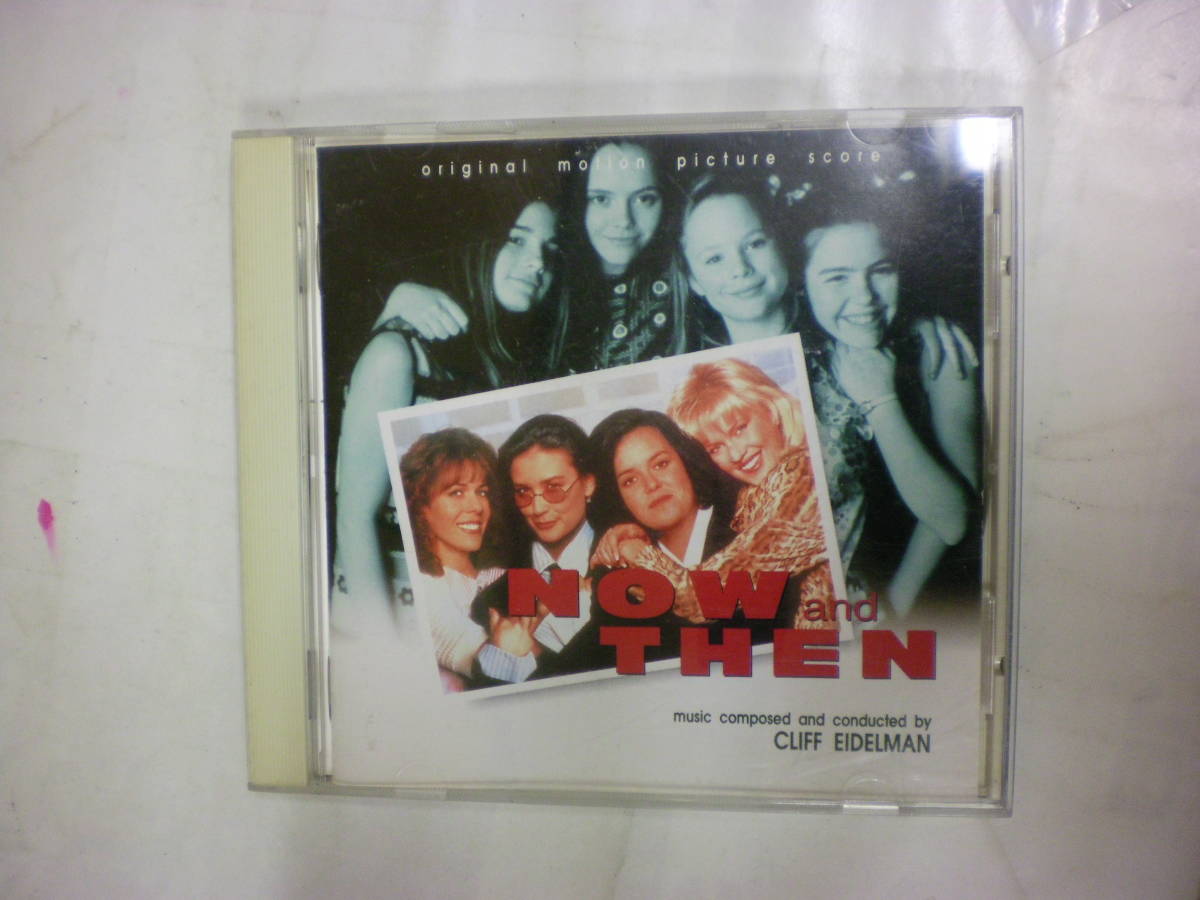 original motion picture score
NOW and
THEN
music composed and conducted by
CLIFF EIDELMAN